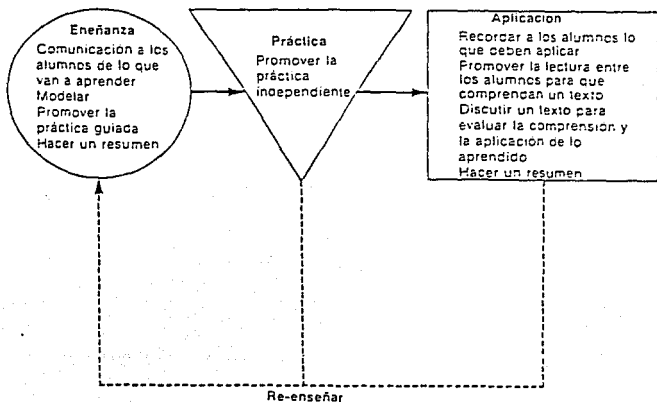 Eneñanza
Comunicación a los
alumnos de lo que
van a aprender
Modelar
Promover la
práctica guiada
Hacer un resumen
Práctica
Promover la
práctica
independiente
Aplicacion
Recordar a los alumnos lo
que deben aplicar
Promover la lectura entre
los alumnos para que
comprendan un texto
Discutir un texto para
evaluar la comprensión y
la aplicación de lo
aprendido
Hacer un resumen
Re-enseñar